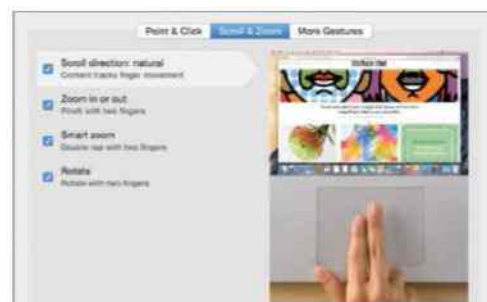 Point & Click
Scroll & Zoom
More Gestures
Scroll direction: natural
Content tracks finger movement
Zoom in or out
Pinch with two fingers
Smart zoom
Double-tap with two fingers
Rotate
Rotate with two fingers